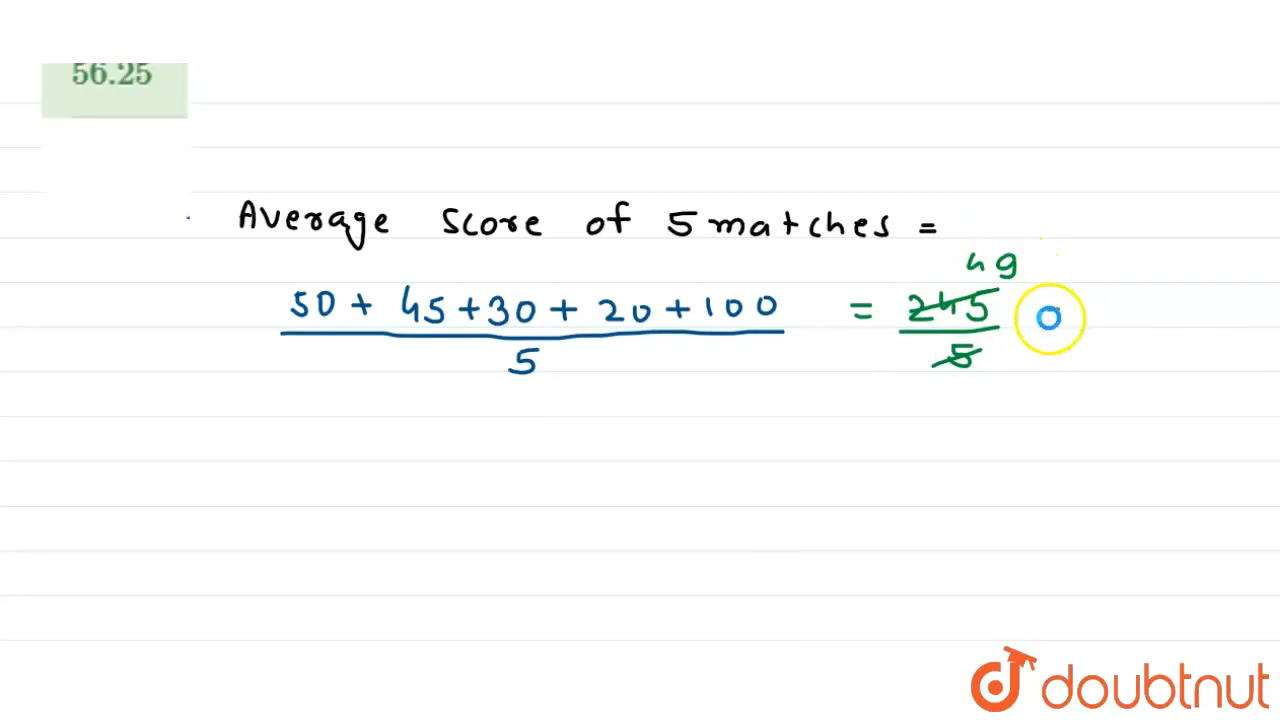 56.25
Average Score of 5 matches =
49
50 + 45 + 30 + 20 + 100 = 245
5 5
doubtnut